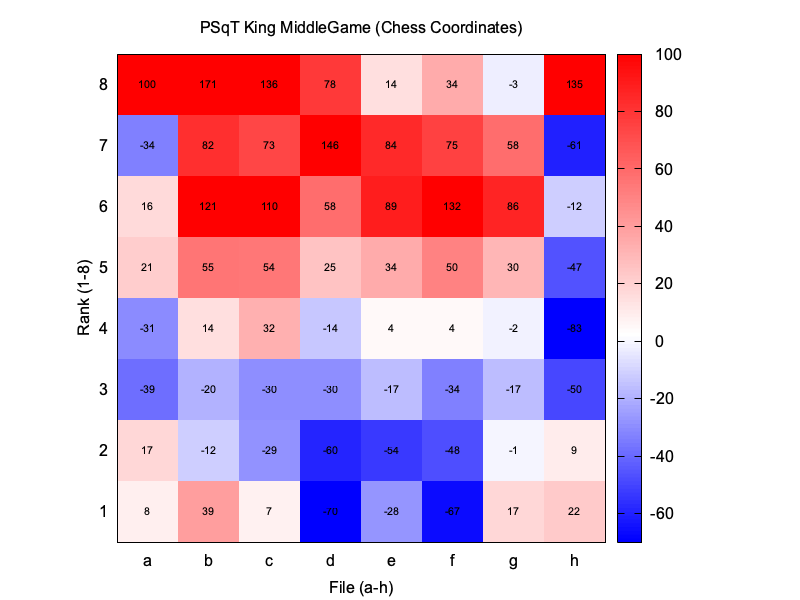 PSqT King MiddleGame (Chess Coordinates)
8 100 171 136 78 14 34 -3 135
7 -34 82 73 146 84 75 58 -61
6 16 121 110 58 89 132 86 -12
5 21 55 54 25 34 50 30 -47
4 -31 14 32 -14 4 4 -2 -83
3 -39 -20 -30 -30 -17 -34 -17 -50
2 17 -12 -29 -60 -54 -48 -1 9
1 8 39 7 -70 -28 -67 17 22
a b c d e f g h
File (a-h)
Rank (1-8)
100
80
60
40
20
0
-20
-40
-60